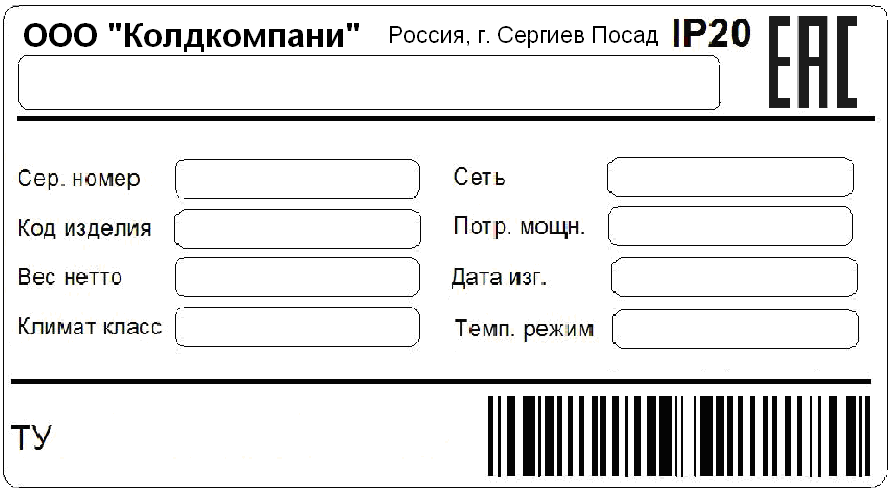 ООО "Колдкомпани" Россия, г. Сергиев Посад IP20 EAC
Сер. номер Сеть
Код изделия Потр. мощн.
Вес нетто Дата изг.
Климат класс Темп. режим
ТУ